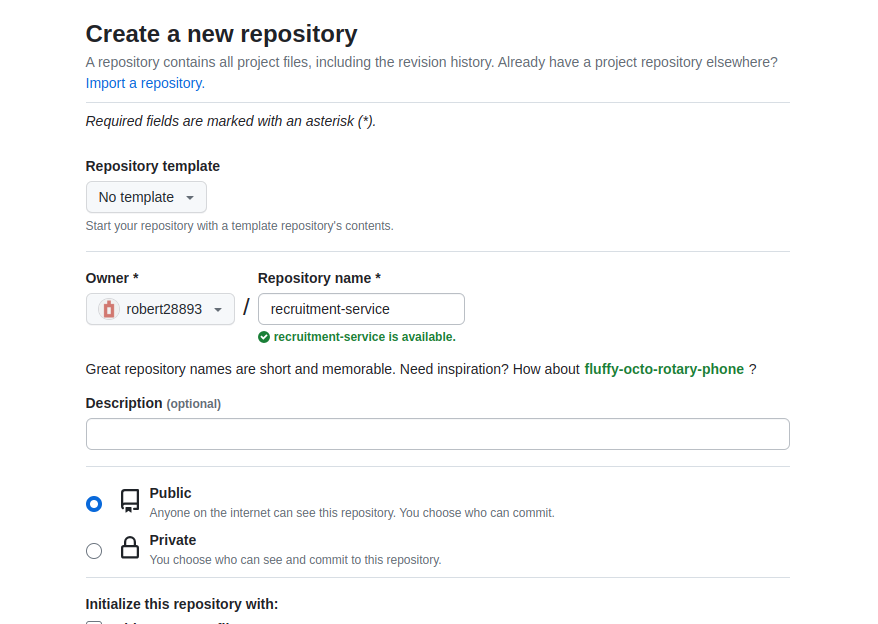 Create a new repository
A repository contains all project files, including the revision history. Already have a project repository elsewhere?
Import a repository.
Required fields are marked with an asterisk (*).
Repository template
No template
Start your repository with a template repository's contents.
Owner *
Repository name *
robert28893
/
recruitment-service
recruitment-service is available.
Great repository names are short and memorable. Need inspiration? How about fluffy-octo-rotary-phone ?
Description (optional)
Public
Anyone on the internet can see this repository. You choose who can commit.
Private
You choose who can see and commit to this repository.
Initialize this repository with: